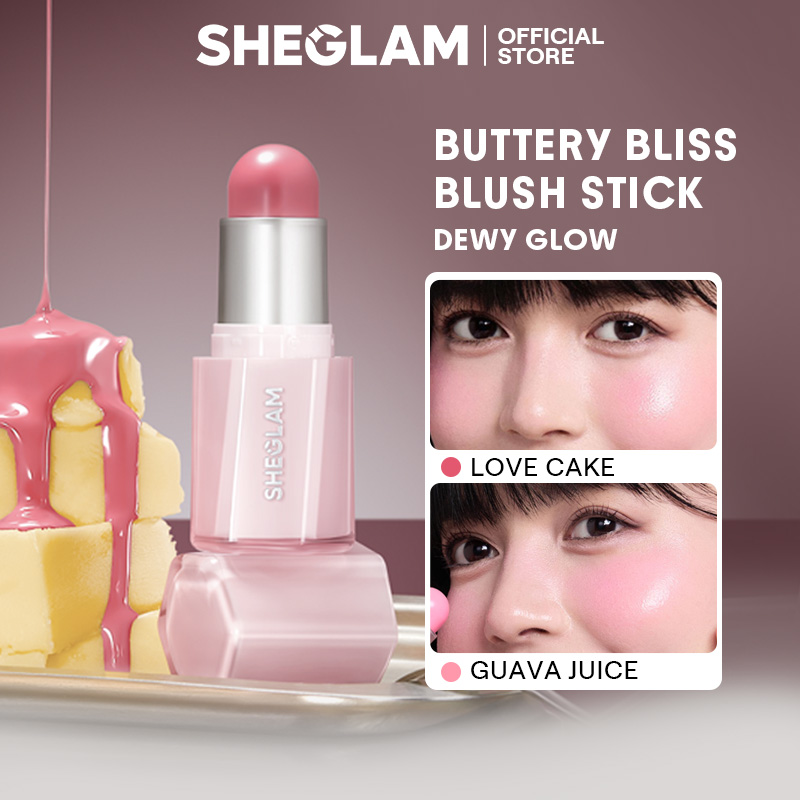 SHEGLAM
OFFICIAL
STORE
BUTTERY BLISS
BLUSH STICK
DEWY GLOW
SHEGLAM
LOVE CAKE
GUAVA JUICE